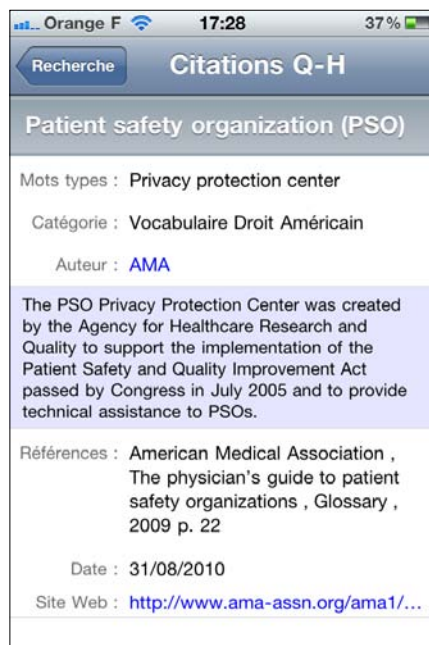 Orange F 17:28 37%
Recherche Citations Q-H
Patient safety organization (PSO)
Mots types : Privacy protection center
Catégorie : Vocabulaire Droit Américain
Auteur : AMA
The PSO Privacy Protection Center was created
by the Agency for Healthcare Research and
Quality to support the implementation of the
Patient Safety and Quality Improvement Act
passed by Congress in July 2005 and to provide
technical assistance to PSOs.
Références : American Medical Association ,
The physician's guide to patient
safety organizations , Glossary ,
2009 p. 22
Date : 31/08/2010
Site Web : http://www.ama-assn.org/ama1/...